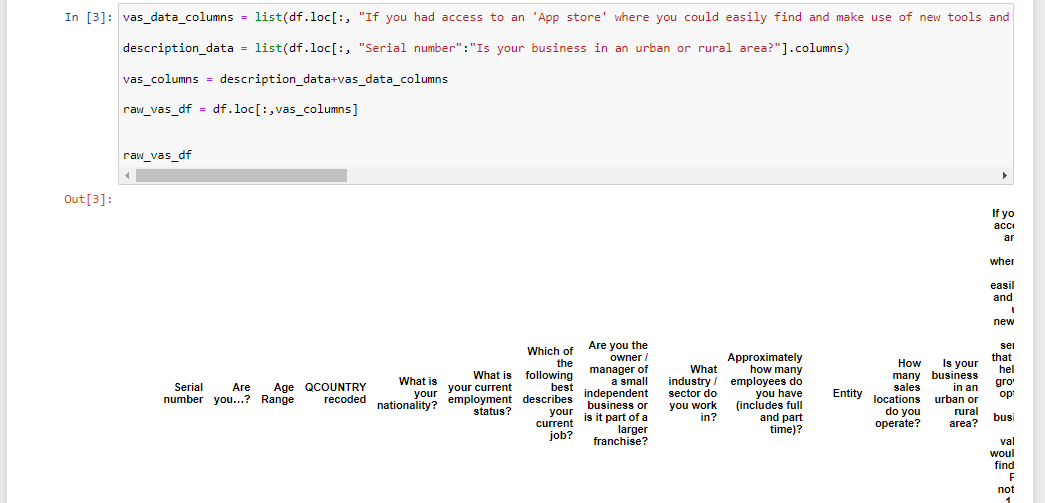 In [3]: vas_data_columns = list(df.loc[:, "If you had access to an 'App store' where you could easily find and make use of new tools and
description_data = list(df.loc[:, "Serial number":"Is your business in an urban or rural area?"].columns)
vas_columns = description_data+vas_data_columns
raw_vas_df = df.loc[:,vas_columns]
raw_vas_df
Out[3]:
Serial
number
Are
you...?
Age
Range
QCOUNTRY
recoded
What is
your
nationality?
What is
your current
employment
status?
Which of
the
following
best
describes
your
current
job?
Are you the
owner /
manager of
a small
independent
business or
is it part of a
larger
franchise?
What
industry /
sector do
you work
in?
Approximately
how many
employees do
you have
(includes full
and part
time)?
Entity
How
many
sales
locations
do you
operate?
Is your
business
in an
urban or
rural
area?
If yo
acc
ar
wher
easil
and
new
ser
that
hel
gro
opt
busi
val
woul
find
F
not
1